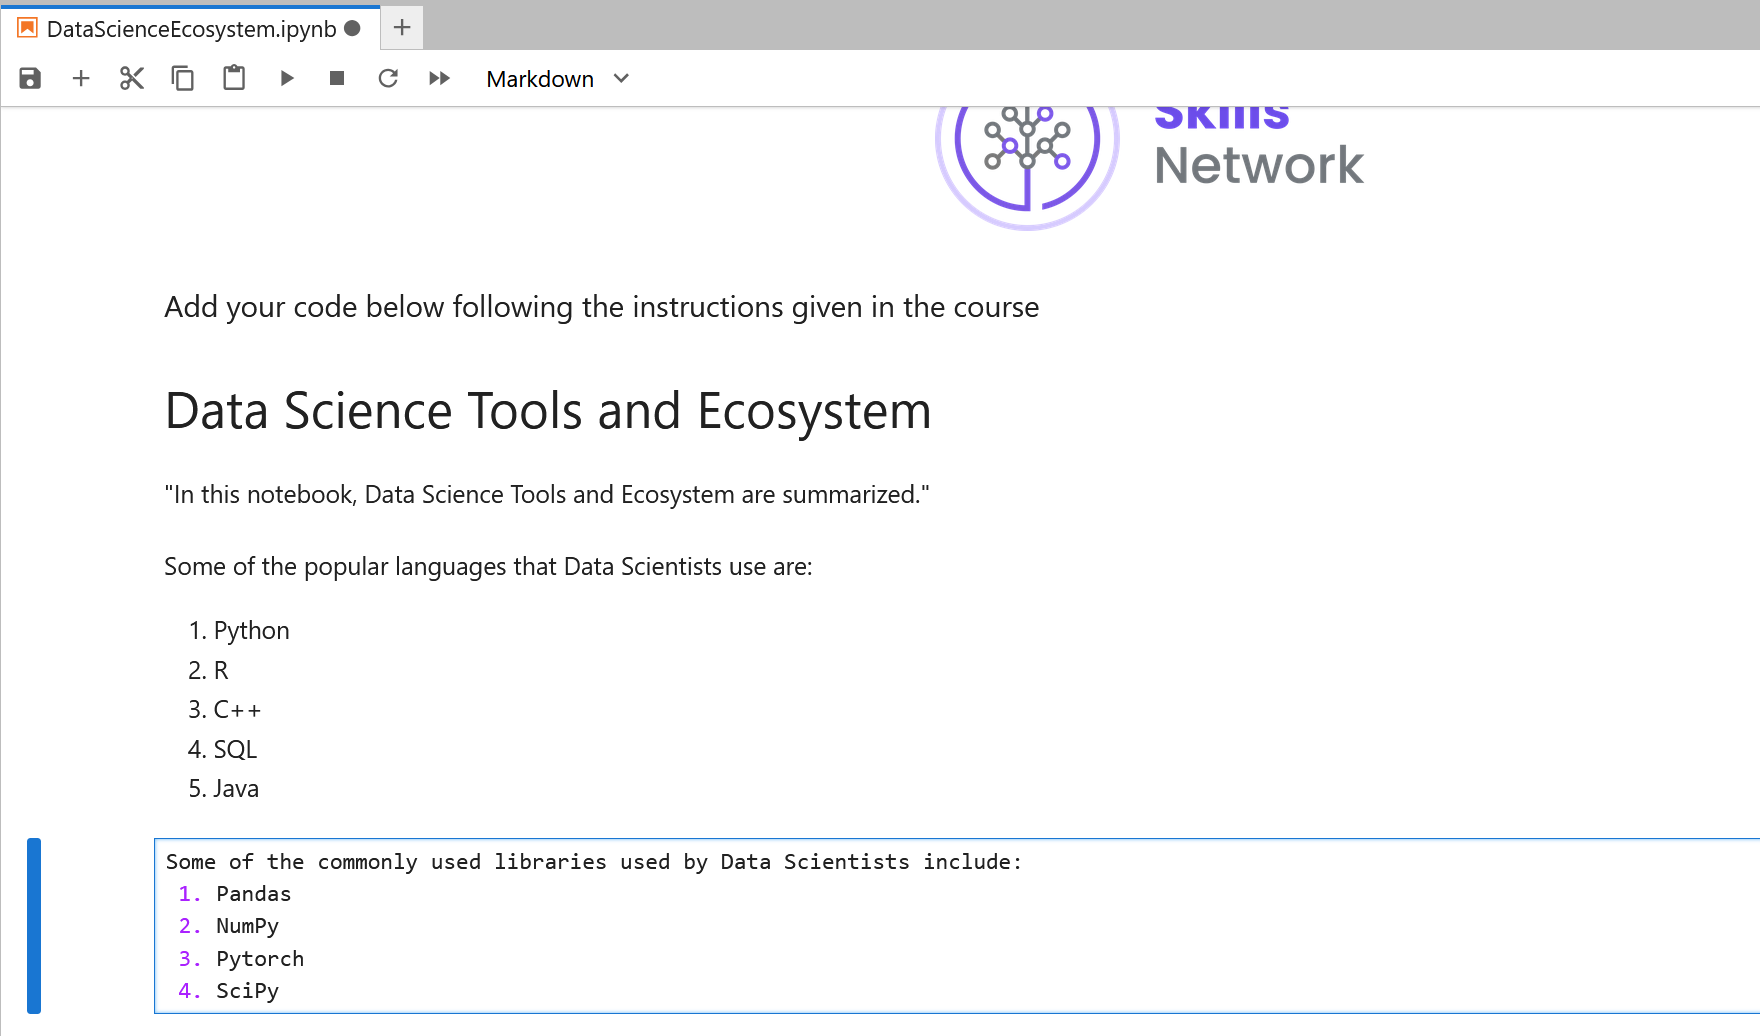 DataScienceEcosystem.ipynb
Markdown
Skills
Network
Add your code below following the instructions given in the course
Data Science Tools and Ecosystem
"In this notebook, Data Science Tools and Ecosystem are summarized."
Some of the popular languages that Data Scientists use are:
1. Python
2. R
3. C++
4. SQL
5. Java
Some of the commonly used libraries used by Data Scientists include:
1. Pandas
2. NumPy
3. Pytorch
4. SciPy